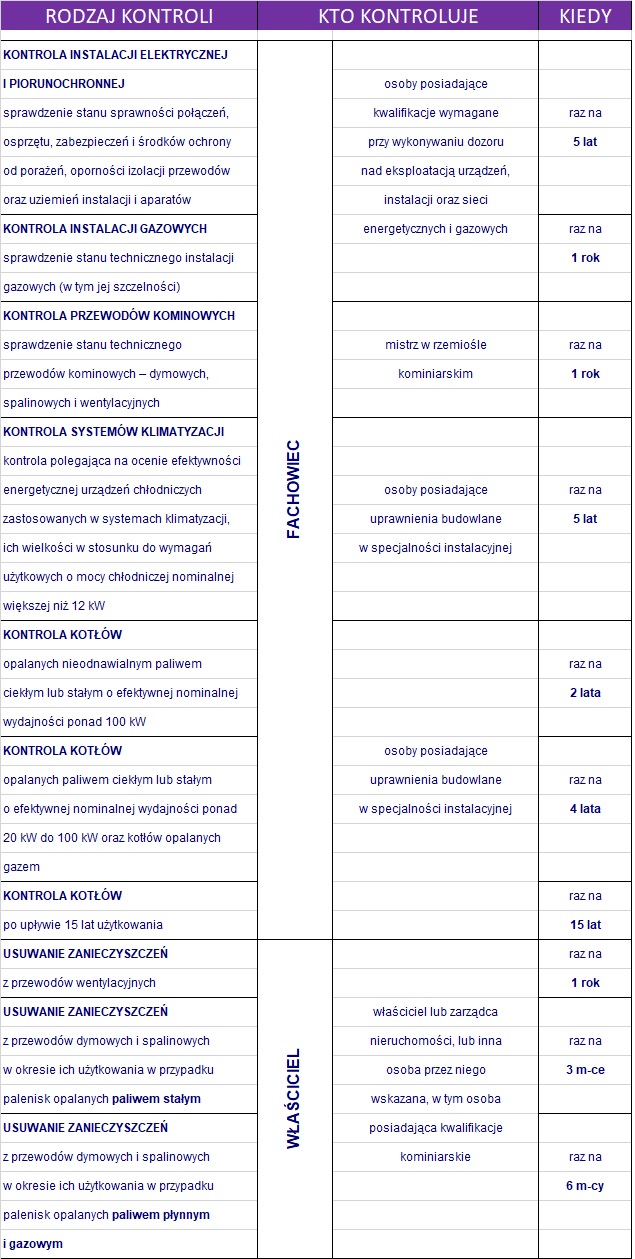 RODZAJ KONTROLI KTO KONTROLUJE KIEDY
KONTROLA INSTALACJI ELEKTRYCZNEJ
I PIORUNOCHRONNEJ osoby posiadające
sprawdzenie stanu sprawności połączeń, kwalifikacje wymagane raz na
osprzętu, zabezpieczeń i środków ochrony przy wykonywaniu dozoru 5 lat
od porażeń, oporności izolacji przewodów nad eksploatacją urządzeń,
oraz uziemień instalacji i aparatów instalacji oraz sieci
KONTROLA INSTALACJI GAZOWYCH energetycznych i gazowych raz na
sprawdzenie stanu technicznego instalacji 1 rok
gazowych (w tym jej szczelności)
KONTROLA PRZEWODÓW KOMINOWYCH
sprawdzenie stanu technicznego mistrz w rzemiośle raz na
przewodów kominowych – dymowych, kominiarskim 1 rok
spalinowych i wentylacyjnych
KONTROLA SYSTEMÓW KLIMATYZACJI
kontrola polegająca na ocenie efektywności
energetycznej urządzeń chłodniczych osoby posiadające raz na
zastosowanych w systemach klimatyzacji, uprawnienia budowlane 5 lat
ich wielkości w stosunku do wymagań w specjalności instalacyjnej
użytkowych o mocy chłodniczej nominalnej
większej niż 12 kW
FACHOWIEC
KONTROLA KOTŁÓW
opalanych nieodnawialnym paliwem raz na
ciekłym lub stałym o efektywnej nominalnej 2 lata
wydajności ponad 100 kW
KONTROLA KOTŁÓW osoby posiadające
opalanych paliwem ciekłym lub stałym uprawnienia budowlane raz na
o efektywnej nominalnej wydajności ponad w specjalności instalacyjnej 4 lata
20 kW do 100 kW oraz kotłów opalanych
gazem
KONTROLA KOTŁÓW raz na
po upływie 15 lat użytkowania 15 lat
USUWANIE ZANIECZYSZCZEŃ raz na
z przewodów wentylacyjnych 1 rok
USUWANIE ZANIECZYSZCZEŃ właściciel lub zarządca
z przewodów dymowych i spalinowych nieruchomości, lub inna raz na
w okresie ich użytkowania w przypadku osoba przez niego 3 m-ce
palenisk opalanych paliwem stałym wskazana, w tym osoba
WŁAŚCICIEL
USUWANIE ZANIECZYSZCZEŃ posiadająca kwalifikacje
z przewodów dymowych i spalinowych kominiarskie raz na
w okresie ich użytkowania w przypadku 6 m-cy
palenisk opalanych paliwem płynnym
i gazowym